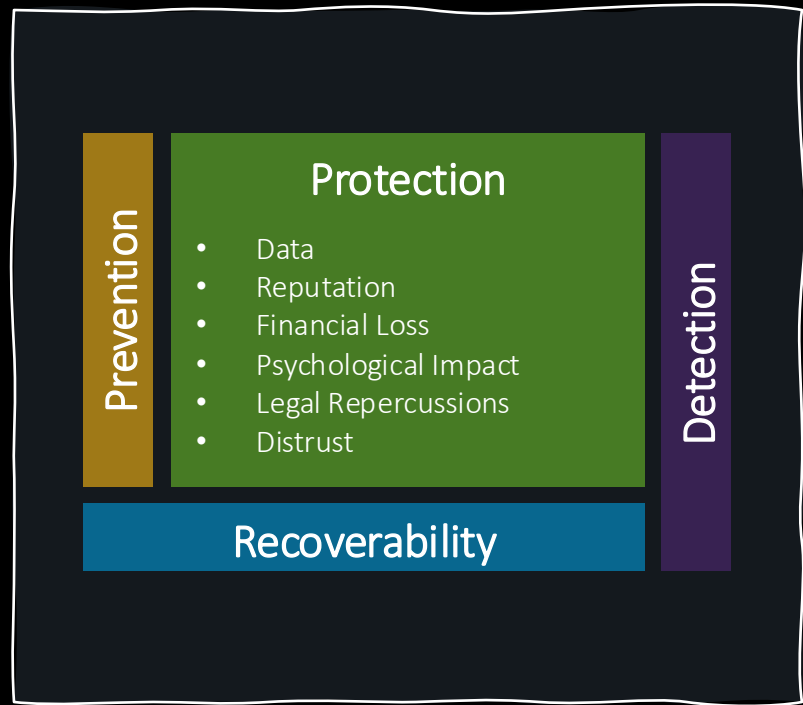 Prevention
Protection
• Data
• Reputation
• Financial Loss
• Psychological Impact
• Legal Repercussions
• Distrust
Detection
Recoverability